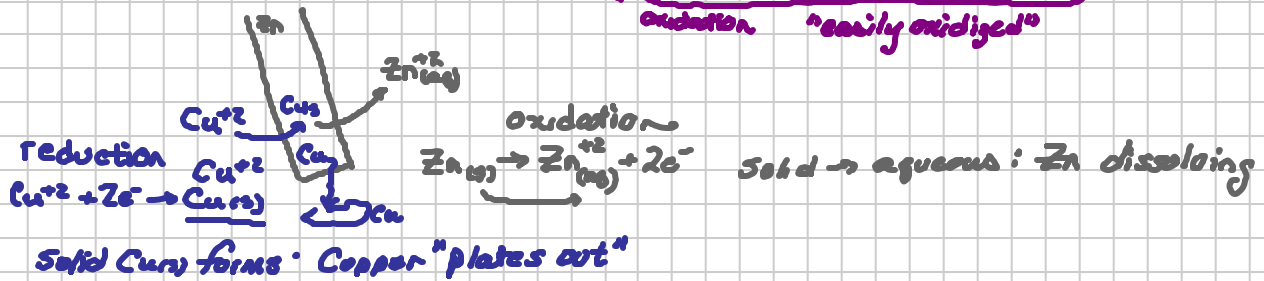 oxidation "easily oxidized"
Zn
Zn+2(aq)
Cu+2 Cu(s)
oxidation
reduction
Cu
Zn(s) → Zn+2(aq) + 2e-
solid → aqueous : Zn dissolving
Cu+2
Cu+2 + 2e- → Cu(s)
Cu
solid Cu(s) forms : Copper "plates out"